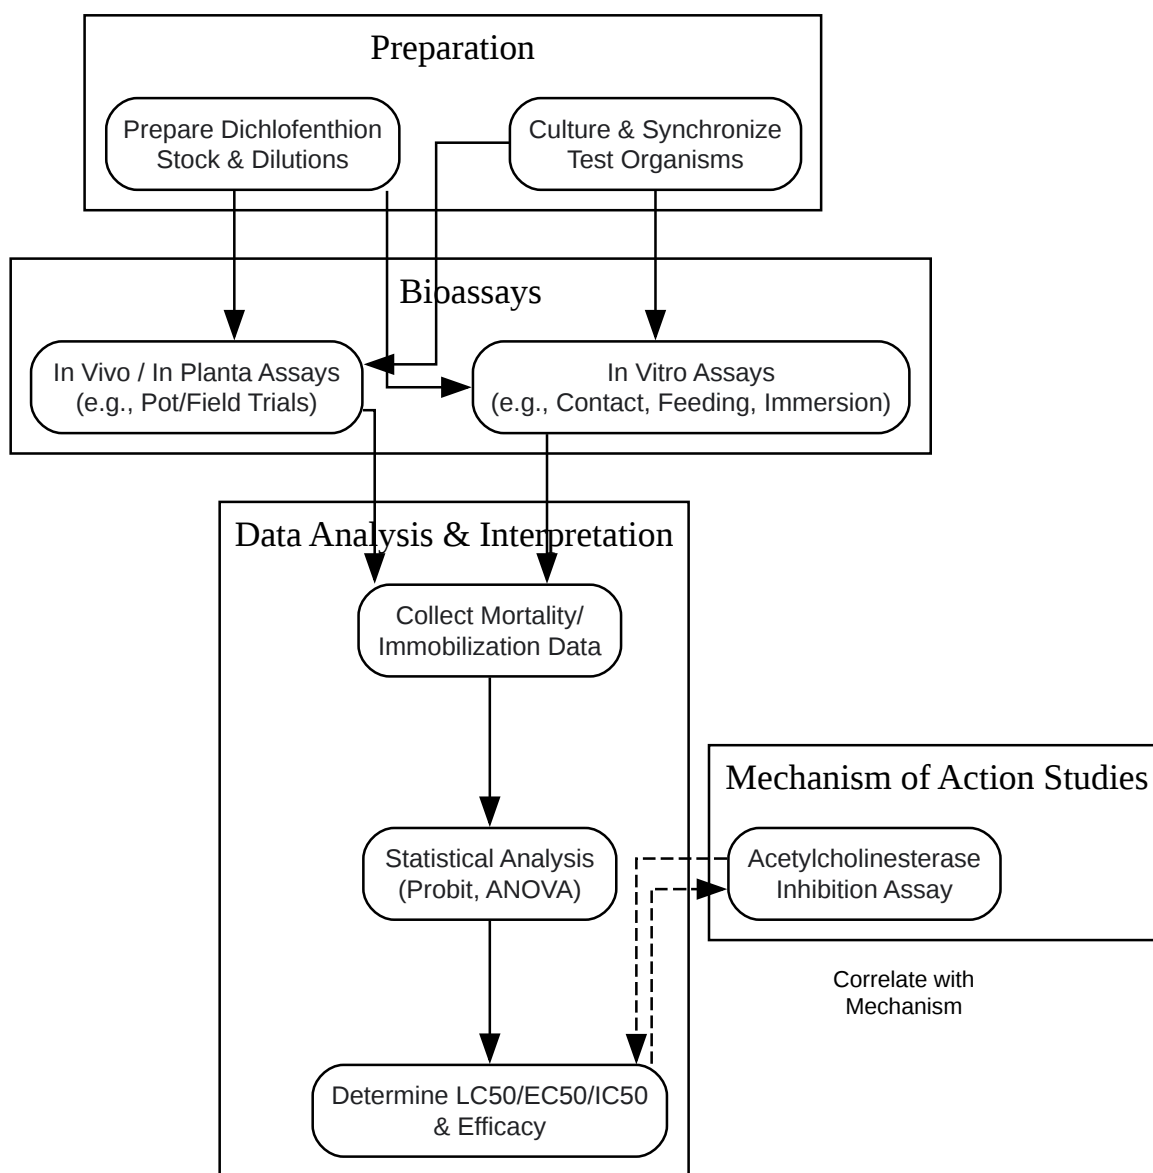 Preparation
Prepare Dichlofenthion
Stock & Dilutions
Culture & Synchronize
Test Organisms
Bioassays
In Vivo / In Planta Assays
(e.g., Pot/Field Trials)
In Vitro Assays
(e.g., Contact, Feeding, Immersion)
Data Analysis & Interpretation
Collect Mortality/
Immobilization Data
Mechanism of Action Studies
Statistical Analysis
(Probit, ANOVA)
Acetylcholinesterase
Inhibition Assay
Correlate with
Mechanism
Determine LC50/EC50/IC50
& Efficacy